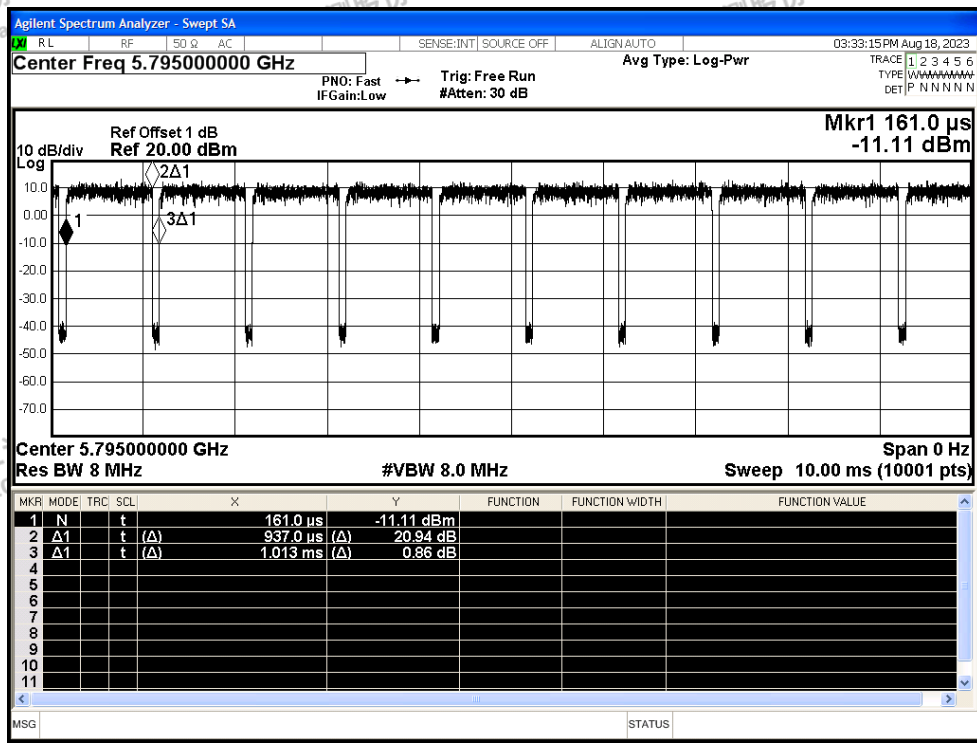 Agilent Spectrum Analyzer - Swept SA
LXI RL RF 50 Ω AC SENSE:INT SOURCE OFF ALIGN AUTO 03:33:15 PM Aug 18, 2023
Center Freq 5.795000000 GHz Avg Type: Log-Pwr TRACE 1 2 3 4 5 6
PNO: Fast Trig: Free Run TYPE W
IFGain:Low #Atten: 30 dB DET P N N N N N
Mkr1 161.0 µs
Ref Offset 1 dB
10 dB/div Ref 20.00 dBm -11.11 dBm
Log
2Δ1
10.0
0.00 1 3Δ1
-10.0
-20.0
-30.0
-40.0
-50.0
-60.0
-70.0
Center 5.795000000 GHz Span 0 Hz
Res BW 8 MHz #VBW 8.0 MHz Sweep 10.00 ms (10001 pts)
MKR MODE TRC SCL X Y FUNCTION FUNCTION WIDTH FUNCTION VALUE
1 N t 161.0 µs -11.11 dBm
2 Δ1 t (Δ) 937.0 µs (Δ) 20.94 dB
3 Δ1 t (Δ) 1.013 ms (Δ) 0.86 dB
4
5
6
7
8
9
10
11
MSG STATUS